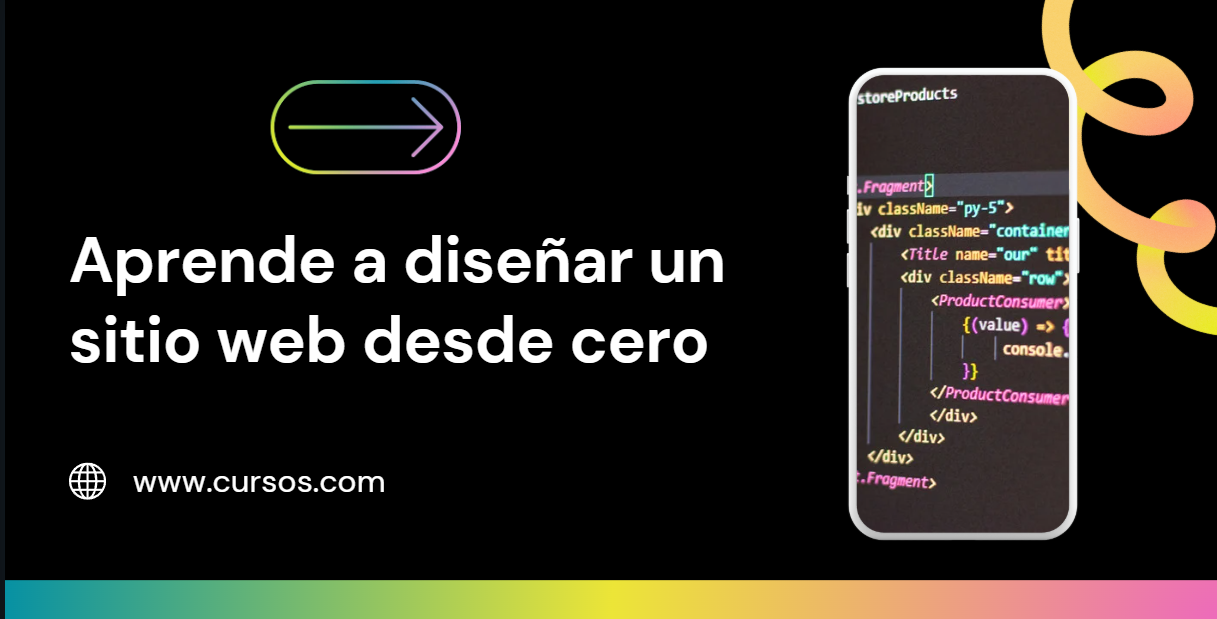 Aprende a diseñar un
sitio web desde cero
www.cursos.com
storeProducts
.Fragment>
iv className="py-5">
<div className="container
<Title name="our" tit
<div className="row">
<ProductConsumer>
{(value) => {
console.
}}
</ProductConsumer
</div>
</div>
</div>
t.Fragment>